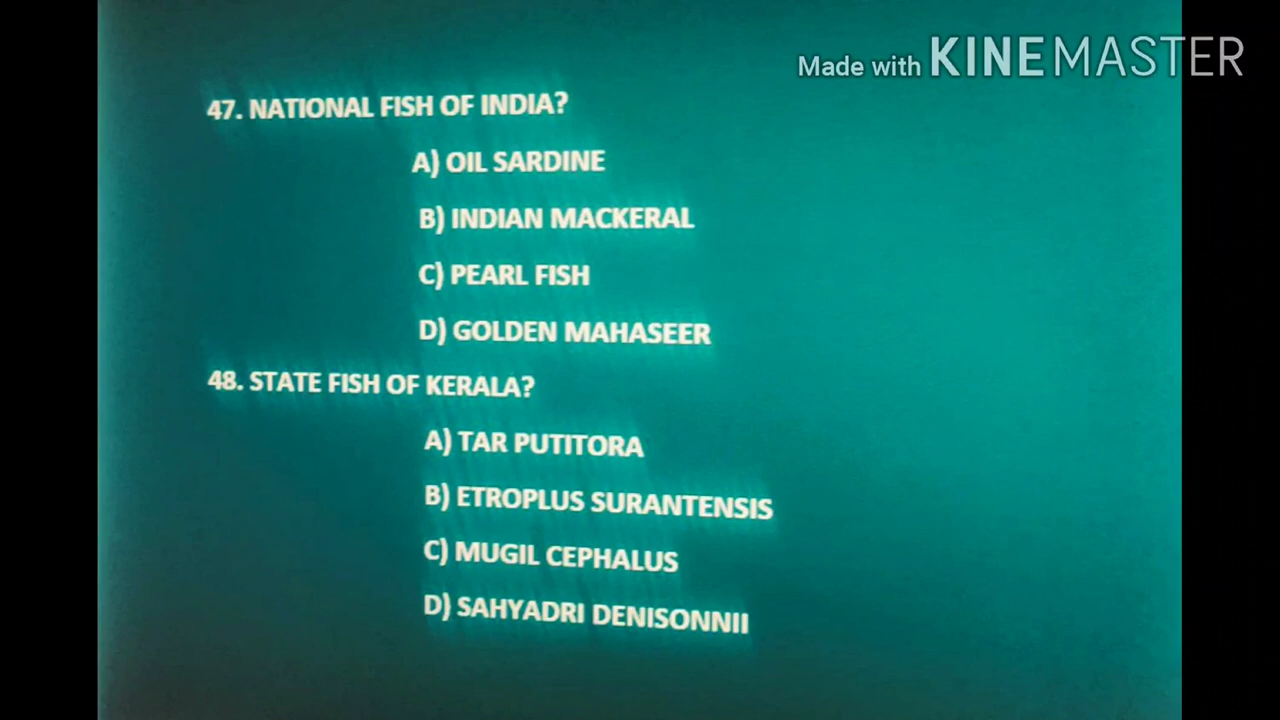 Made with KINEMASTER
47. NATIONAL FISH OF INDIA?
A) OIL SARDINE
B) INDIAN MACKERAL
C) PEARL FISH
D) GOLDEN MAHASEER
48. STATE FISH OF KERALA?
A) TAR PUTITORA
B) ETROPLUS SURANTENSIS
C) MUGIL CEPHALUS
D) SAHYADRI DENISONNII